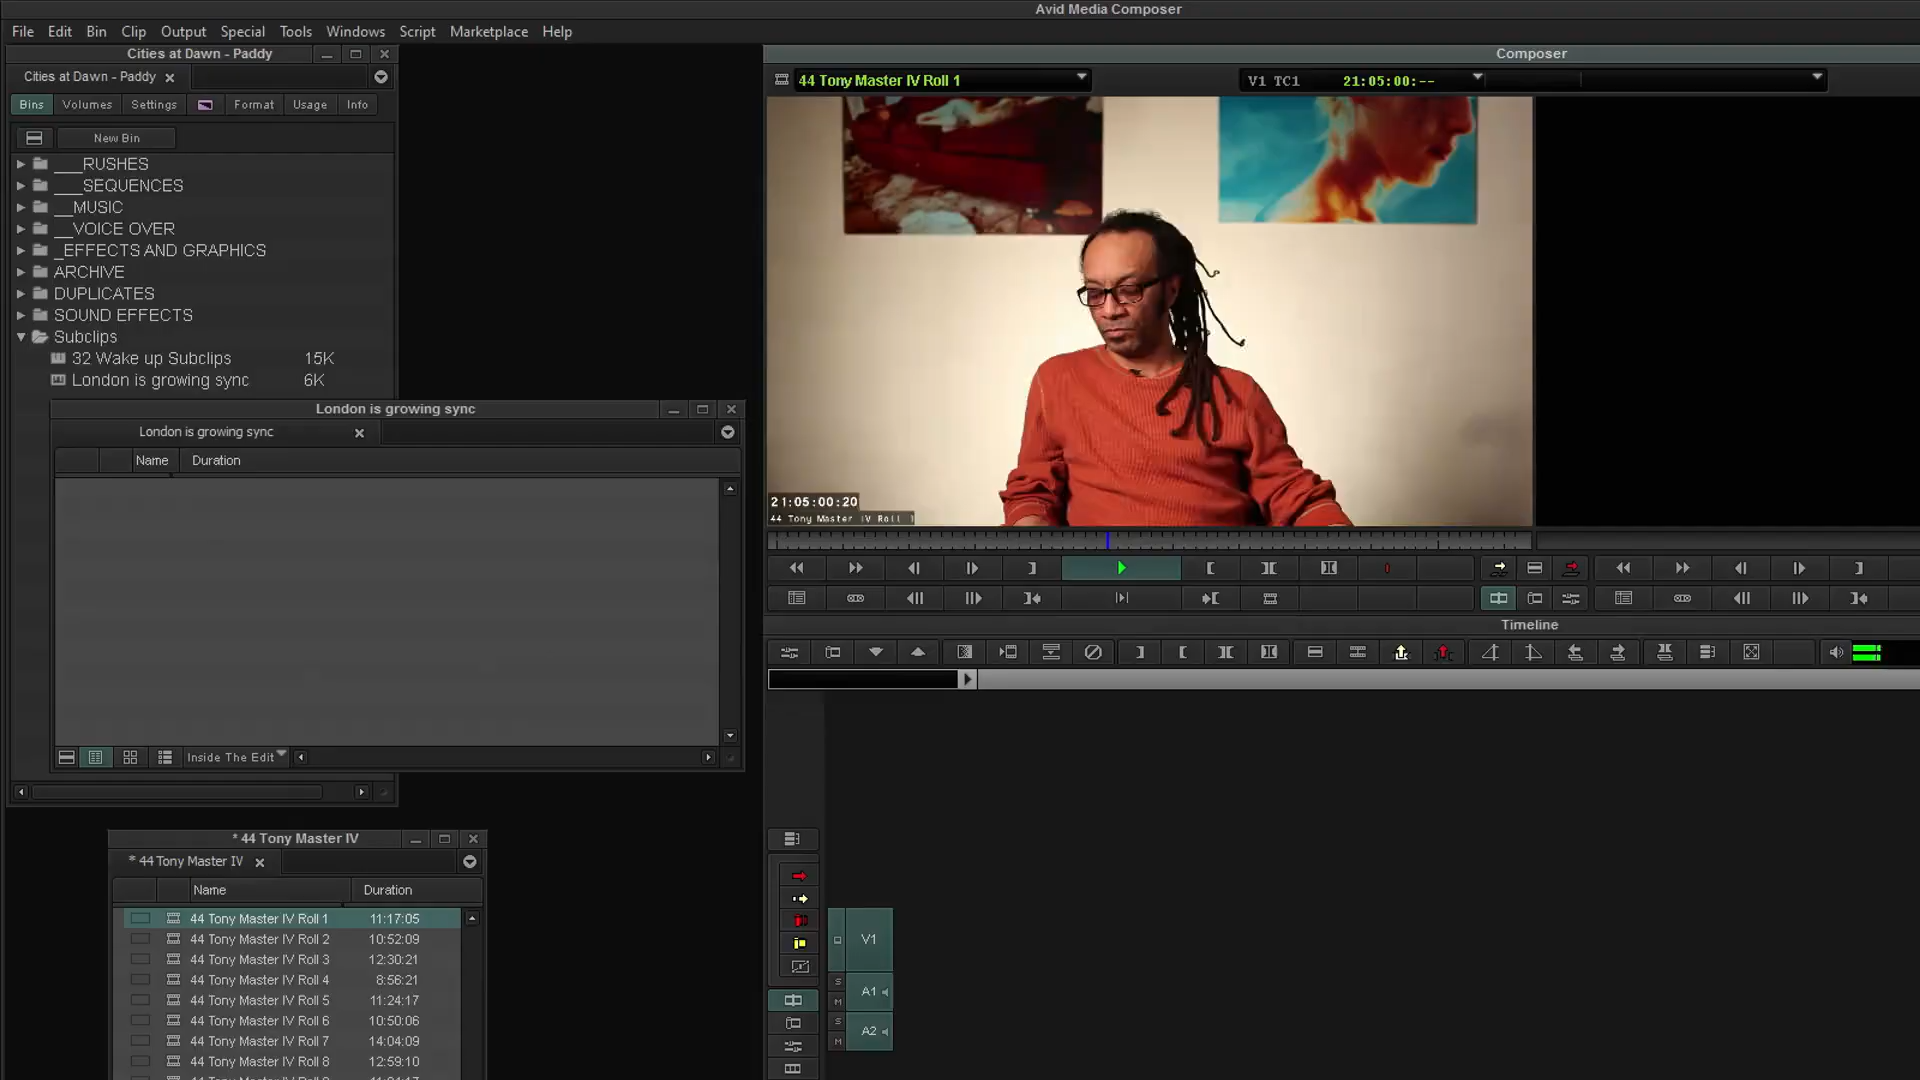 Avid Media Composer
File Edit Bin Clip Output Special Tools Windows Script Marketplace Help
Cities at Dawn - Paddy
Cities at Dawn - Paddy
Bins Volumes Settings Format Usage Info
New Bin
___RUSHES
___SEQUENCES
__MUSIC
__VOICE OVER
_EFFECTS AND GRAPHICS
ARCHIVE
DUPLICATES
SOUND EFFECTS
Subclips
32 Wake up Subclips 15K
London is growing sync 6K
London is growing sync
London is growing sync
Name Duration
Inside The Edit
* 44 Tony Master IV
* 44 Tony Master IV
Name Duration
44 Tony Master IV Roll 1 11:17:05
44 Tony Master IV Roll 2 10:52:09
44 Tony Master IV Roll 3 12:30:21
44 Tony Master IV Roll 4 8:56:21
44 Tony Master IV Roll 5 11:24:17
44 Tony Master IV Roll 6 10:50:06
44 Tony Master IV Roll 7 14:04:09
44 Tony Master IV Roll 8 12:59:10
Composer
44 Tony Master IV Roll 1
V1 TC1 21:05:00:--
21:05:00:20
44 Tony Master IV Roll 1
Timeline
V1
S
M
A1
S
M
A2